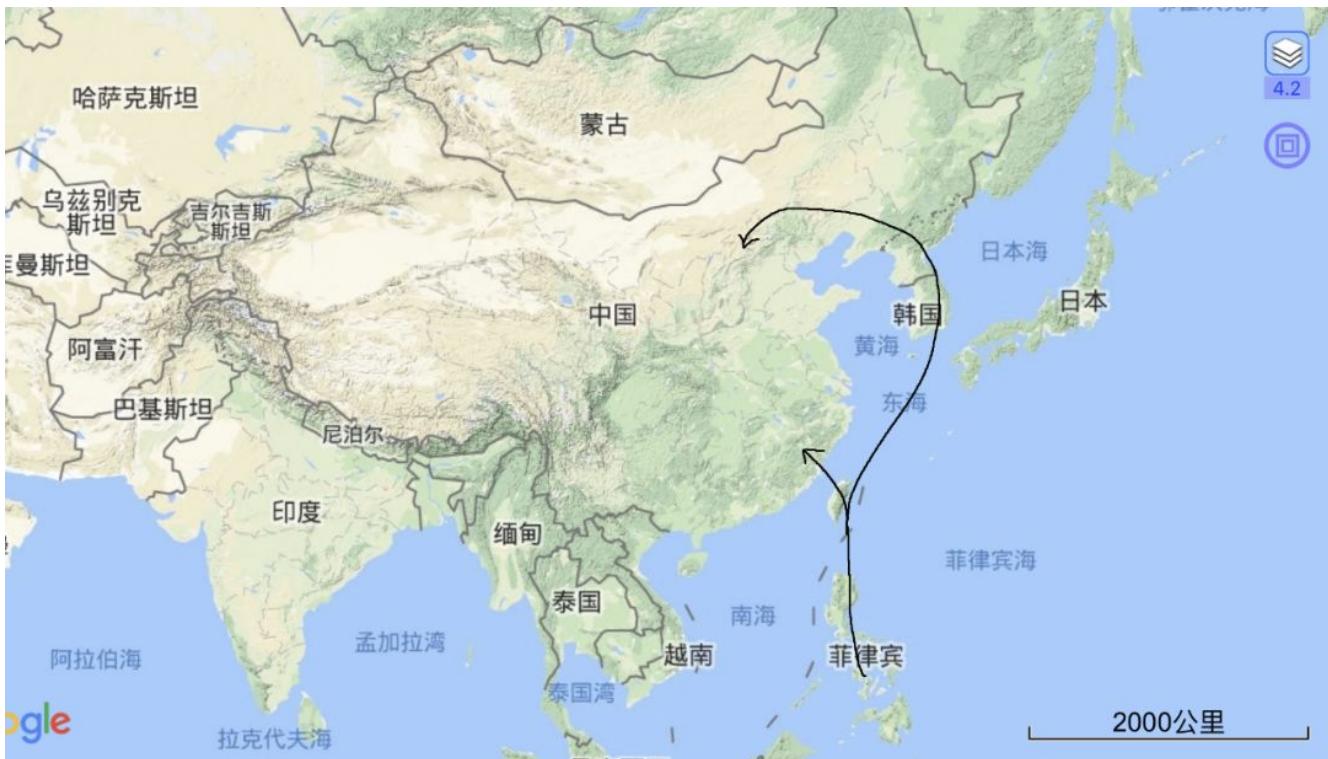 4.2
哈萨克斯坦
蒙古
乌兹别克
斯坦
吉尔吉斯
斯坦
曼斯坦
日本海
日本
中国
韩国
阿富汗
黄海
巴基斯坦
东海
尼泊尔
印度
缅甸
菲律宾海
泰国
南海
孟加拉湾
阿拉伯海
越南
菲律宾
泰国湾
ogle
拉克代夫海
2000公里